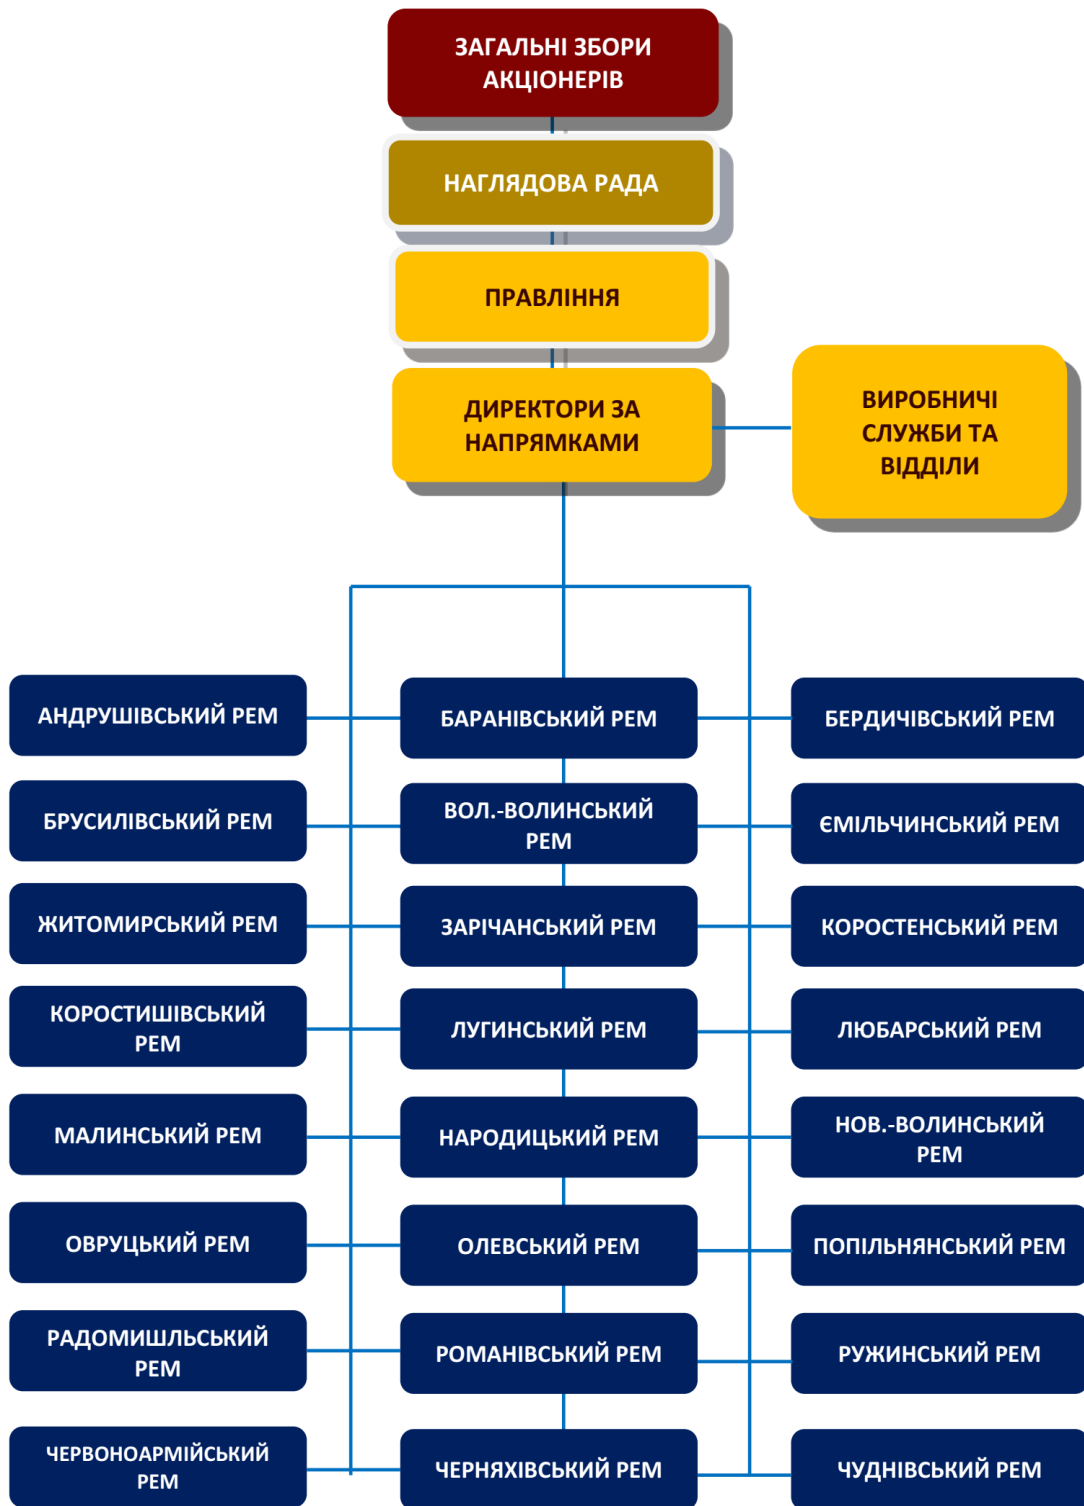 ЗАГАЛЬНІ ЗБОРИ
АКЦІОНЕРІВ
НАГЛЯДОВА РАДА
ПРАВЛІННЯ
ДИРЕКТОРИ ЗА
НАПРЯМКАМИ
ВИРОБНИЧІ
СЛУЖБИ ТА
ВІДДІЛИ
АНДРУШІВСЬКИЙ РЕМ
БАРАНІВСЬКИЙ РЕМ
БЕРДИЧІВСЬКИЙ РЕМ
БРУСИЛІВСЬКИЙ РЕМ
ВОЛ.-ВОЛИНСЬКИЙ
РЕМ
ЄМІЛЬЧИНСЬКИЙ РЕМ
ЖИТОМИРСЬКИЙ РЕМ
ЗАРІЧАНСЬКИЙ РЕМ
КОРОСТЕНСЬКИЙ РЕМ
КОРОСТИШІВСЬКИЙ
РЕМ
ЛУГИНСЬКИЙ РЕМ
ЛЮБАРСЬКИЙ РЕМ
МАЛИНСЬКИЙ РЕМ
НАРОДИЦЬКИЙ РЕМ
НОВ.-ВОЛИНСЬКИЙ
РЕМ
ОВРУЦЬКИЙ РЕМ
ОЛЕВСЬКИЙ РЕМ
ПОПІЛЬНЯНСЬКИЙ РЕМ
РАДОМИШЛЬСЬКИЙ
РЕМ
РОМАНІВСЬКИЙ РЕМ
РУЖИНСЬКИЙ РЕМ
ЧЕРВОНОАРМІЙСЬКИЙ
РЕМ
ЧЕРНЯХІВСЬКИЙ РЕМ
ЧУДНІВСЬКИЙ РЕМ